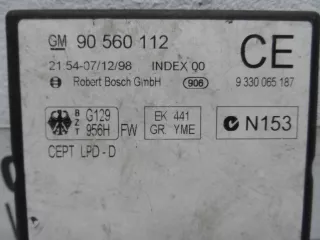 GM 90 560 112
CE
21:54-07/12/98 INDEX 00
Robert Bosch GmbH 906 9 330 065 187
BZT G129 956H FW
EK 441 GR. YME
N153
CEPT LPD-D